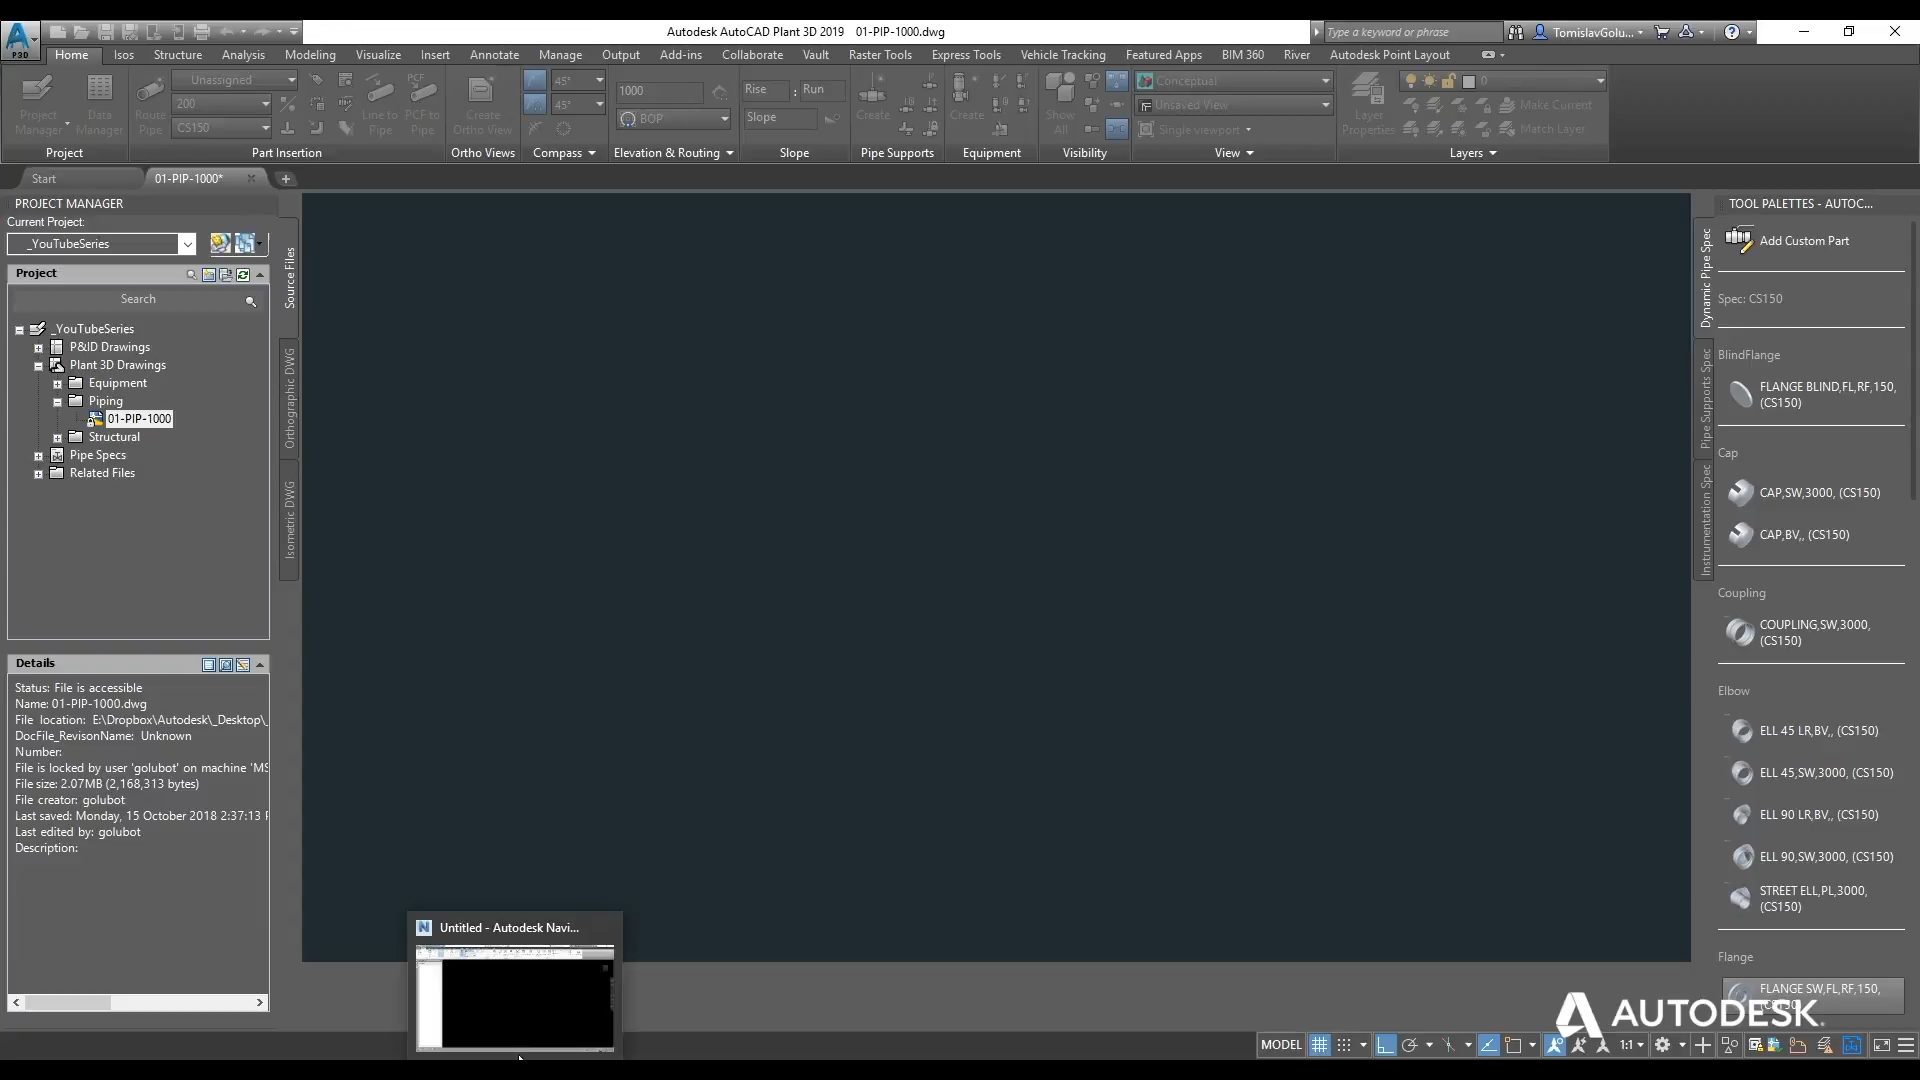 Autodesk AutoCAD Plant 3D 2019 01-PIP-1000.dwg
Type a keyword or phrase
TomislavGolu...
P3D
Home Isos Structure Analysis Modeling Visualize Insert Annotate Manage Output Add-ins Collaborate Vault Raster Tools Express Tools Vehicle Tracking Featured Apps BIM 360 River Autodesk Point Layout
Project Manager
Data Manager
Route Pipe
Unassigned
200
CS150
Line to Pipe
PCF to Pipe
PCF
Create Ortho View
45°
45°
1000
BOP
Rise : Run
Slope
Create
Create
Show All
Conceptual
Unsaved View
Single viewport
Layer Properties
0
Make Current
Match Layer
Project Part Insertion Ortho Views Compass Elevation & Routing Slope Pipe Supports Equipment Visibility View Layers
Start 01-PIP-1000*
PROJECT MANAGER
Current Project:
_YouTubeSeries
Project
Search
_YouTubeSeries
P&ID Drawings
Plant 3D Drawings
Equipment
Piping
01-PIP-1000
Structural
Pipe Specs
Related Files
Source Files
Orthographic DWG
Isometric DWG
Details
Status: File is accessible
Name: 01-PIP-1000.dwg
File location: E:\Dropbox\Autodesk\_Desktop\_
DocFile_RevisonName: Unknown
Number:
File is locked by user 'golubot' on machine 'MS
File size: 2.07MB (2,168,313 bytes)
File creator: golubot
Last saved: Monday, 15 October 2018 2:37:13
Last edited by: golubot
Description:
Untitled - Autodesk Navi...
TOOL PALETTES - AUTOC...
Dynamic Pipe Spec
Pipe Supports Spec
Instrumentation Spec
Add Custom Part
Spec: CS150
BlindFlange
FLANGE BLIND,FL,RF,150,
(CS150)
Cap
CAP,SW,3000, (CS150)
CAP,BV,, (CS150)
Coupling
COUPLING,SW,3000,
(CS150)
Elbow
ELL 45 LR,BV,, (CS150)
ELL 45,SW,3000, (CS150)
ELL 90 LR,BV,, (CS150)
ELL 90,SW,3000, (CS150)
STREET ELL,PL,3000,
(CS150)
Flange
FLANGE SW,FL,RF,150,
AUTODESK.
MODEL
1:1